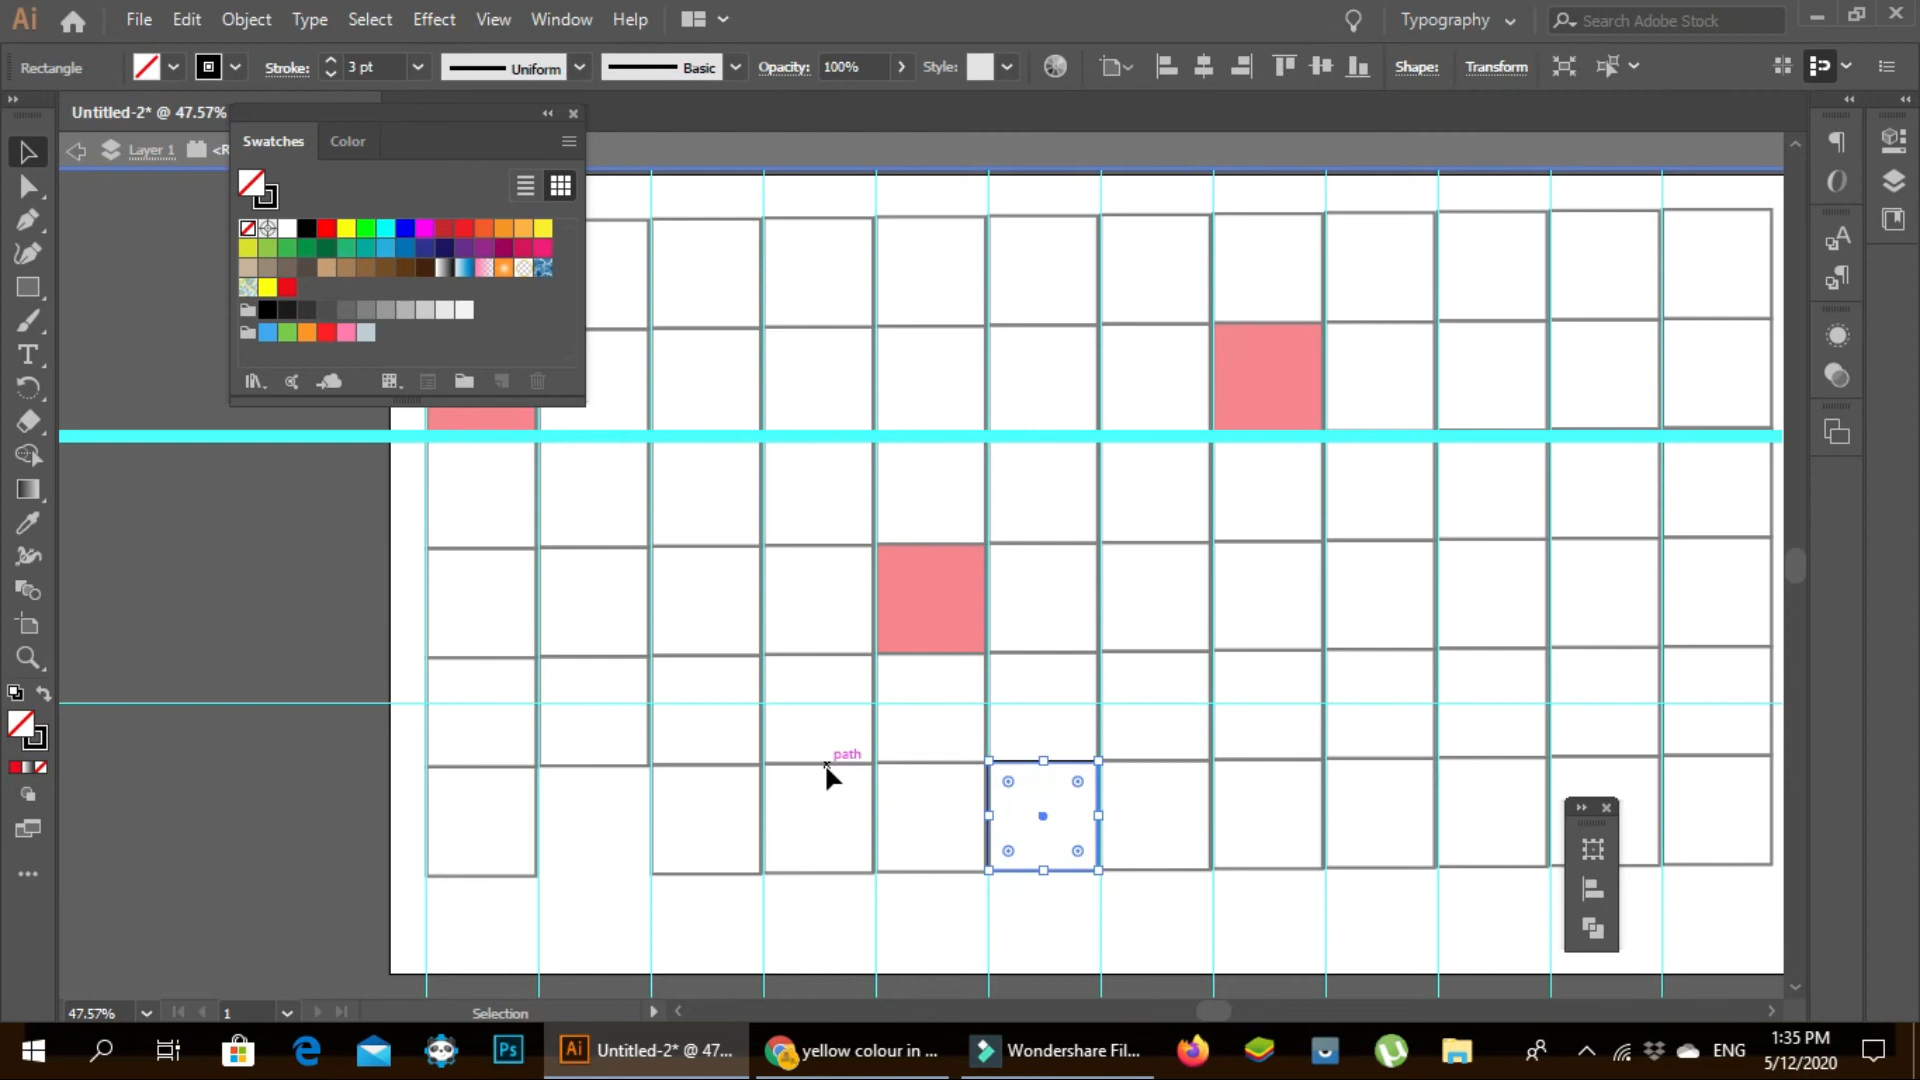 Ai File Edit Object Type Select Effect View Window Help Typography Search Adobe Stock
Rectangle Stroke: 3 pt Uniform Basic Opacity: 100% Style: Shape: Transform
Untitled-2* @ 47.57%
Layer 1 <R
Swatches Color
path
47.57% 1 Selection
Ps Ai Untitled-2* @ 47... yellow colour in ... Wondershare Fil... ENG 1:35 PM
5/12/2020